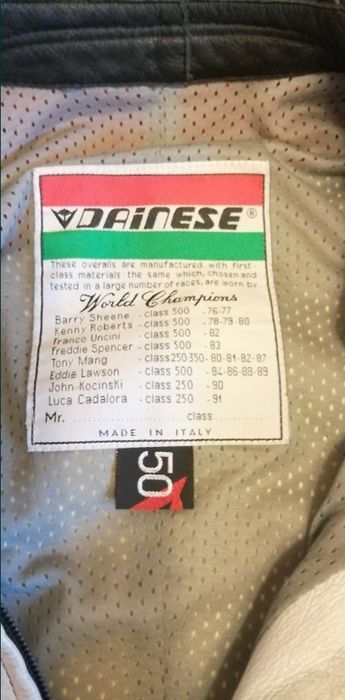 DAiNESE®
These overalls are manufactured with first
class materials the same which, chosen and
tested in a large number of races, are worn by
World Champions
Barry Sheene - class 500 - 76-77
Kenny Roberts - class 500 - 78-79-80
Franco Uncini - class 500 - 82
freddie Spencer - class 500 - 83
Tony Mang - class250 350 - 80-81-82-87
Eddie Lawson - class 500 - 84-86-88-89
John Kocinski - class 250 - 90
Luca Cadalora - class 250 - 91
Mr. class
MADE IN ITALY
50